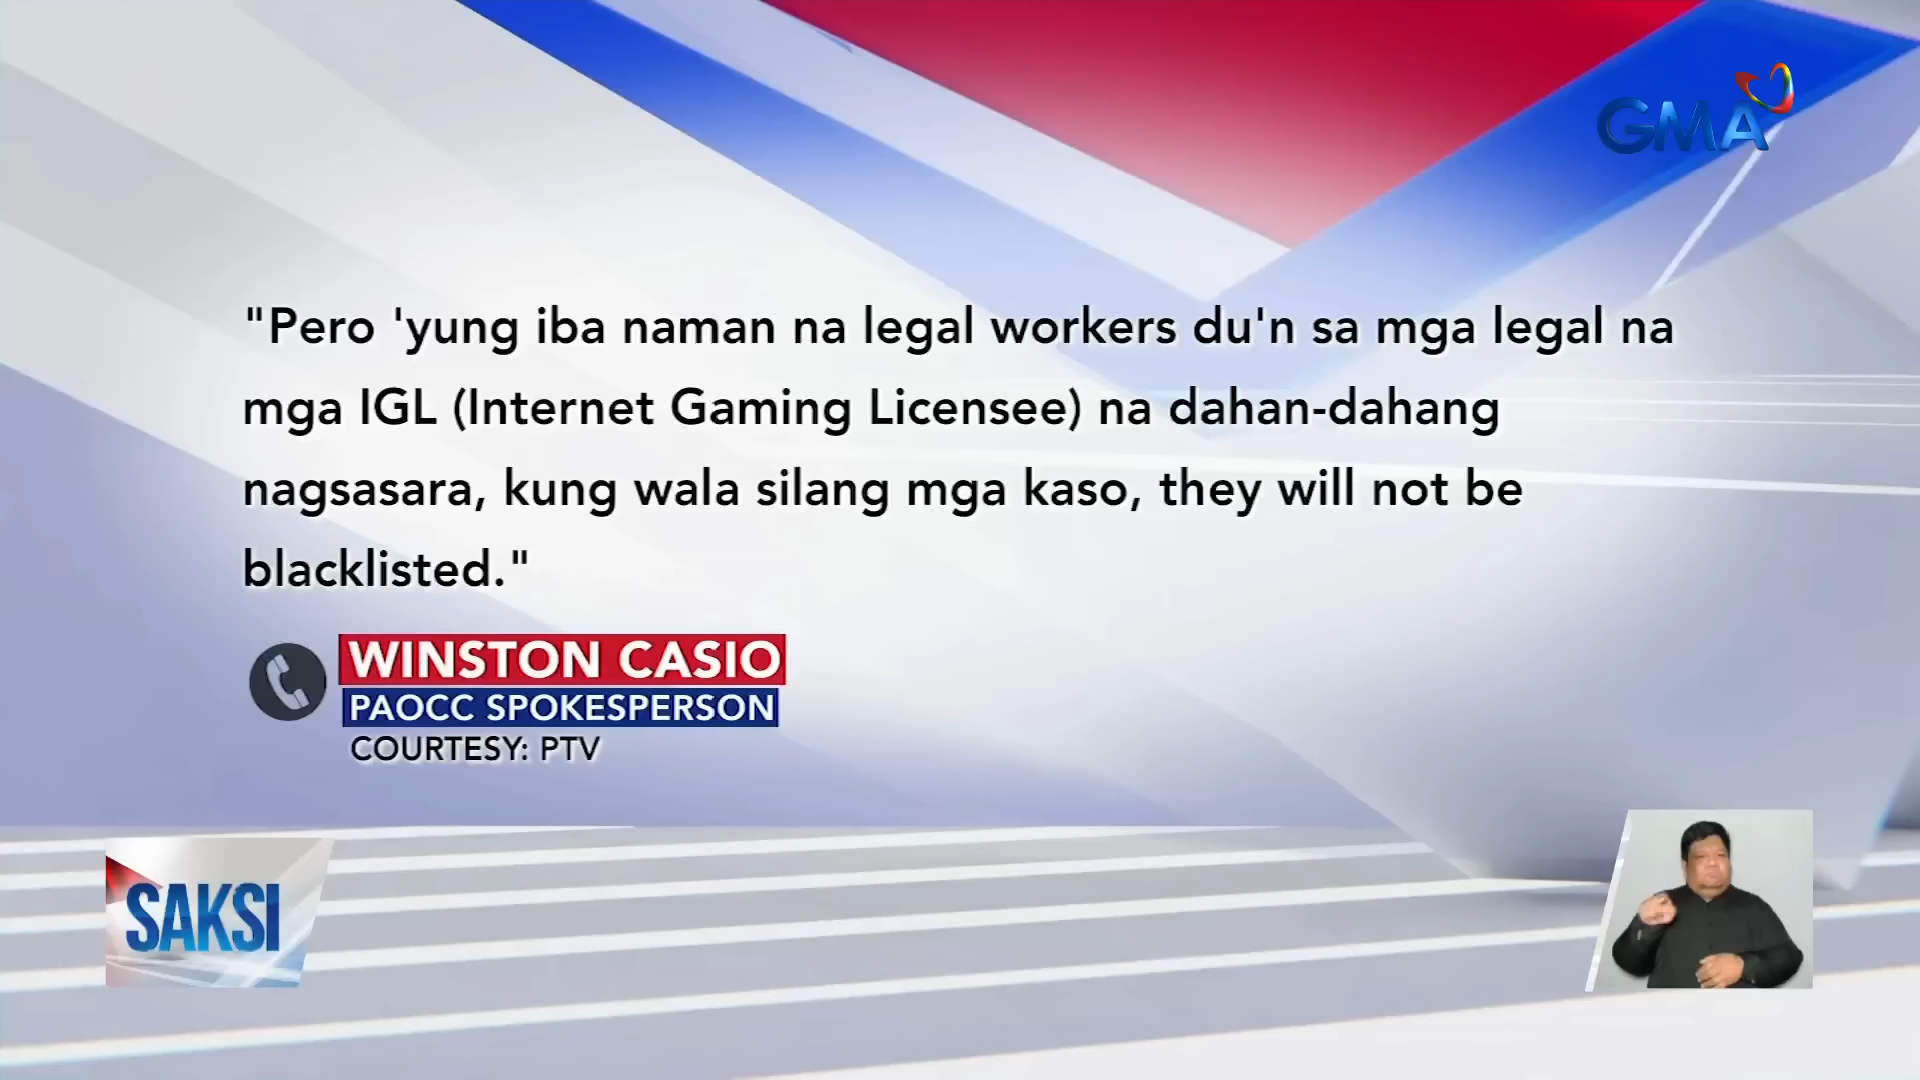 GMA
"Pero 'yung iba naman na legal workers du'n sa mga legal na
mga IGL (Internet Gaming Licensee) na dahan-dahang
nagsasara, kung wala silang mga kaso, they will not be
blacklisted."
WINSTON CASIO
PAOCC SPOKESPERSON
COURTESY: PTV
SAKSI